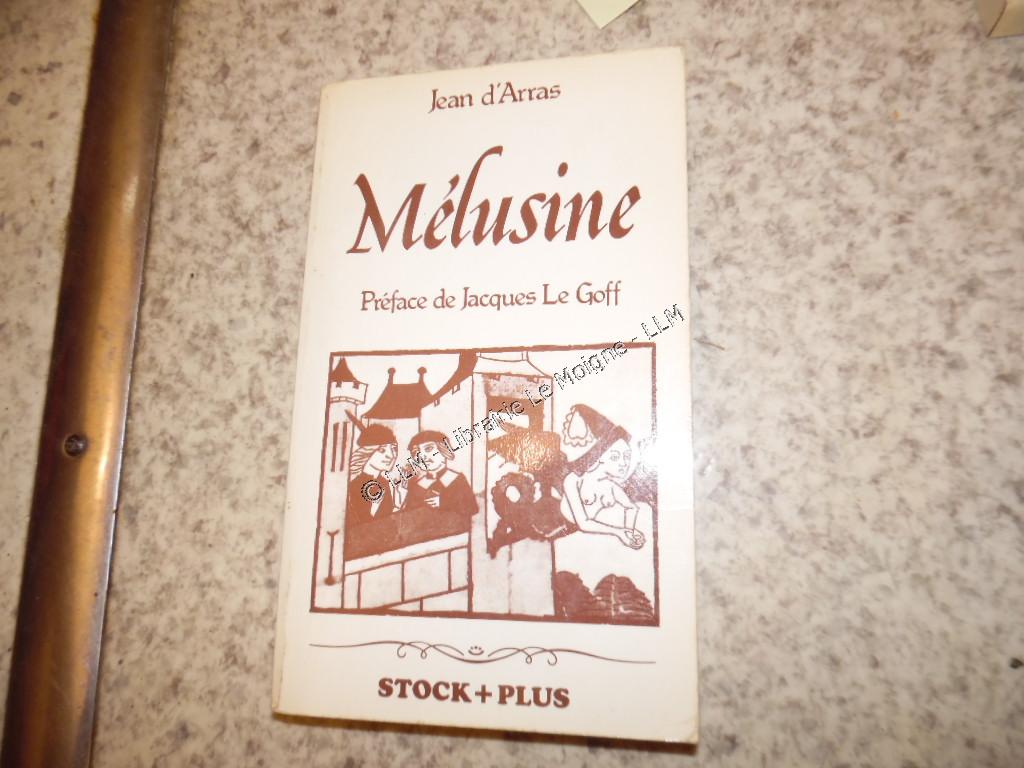 Jean d'Arras
Mélusine
Préface de Jacques Le Goff
© LLM - Librairie Le Moigne - LLM
STOCK+PLUS